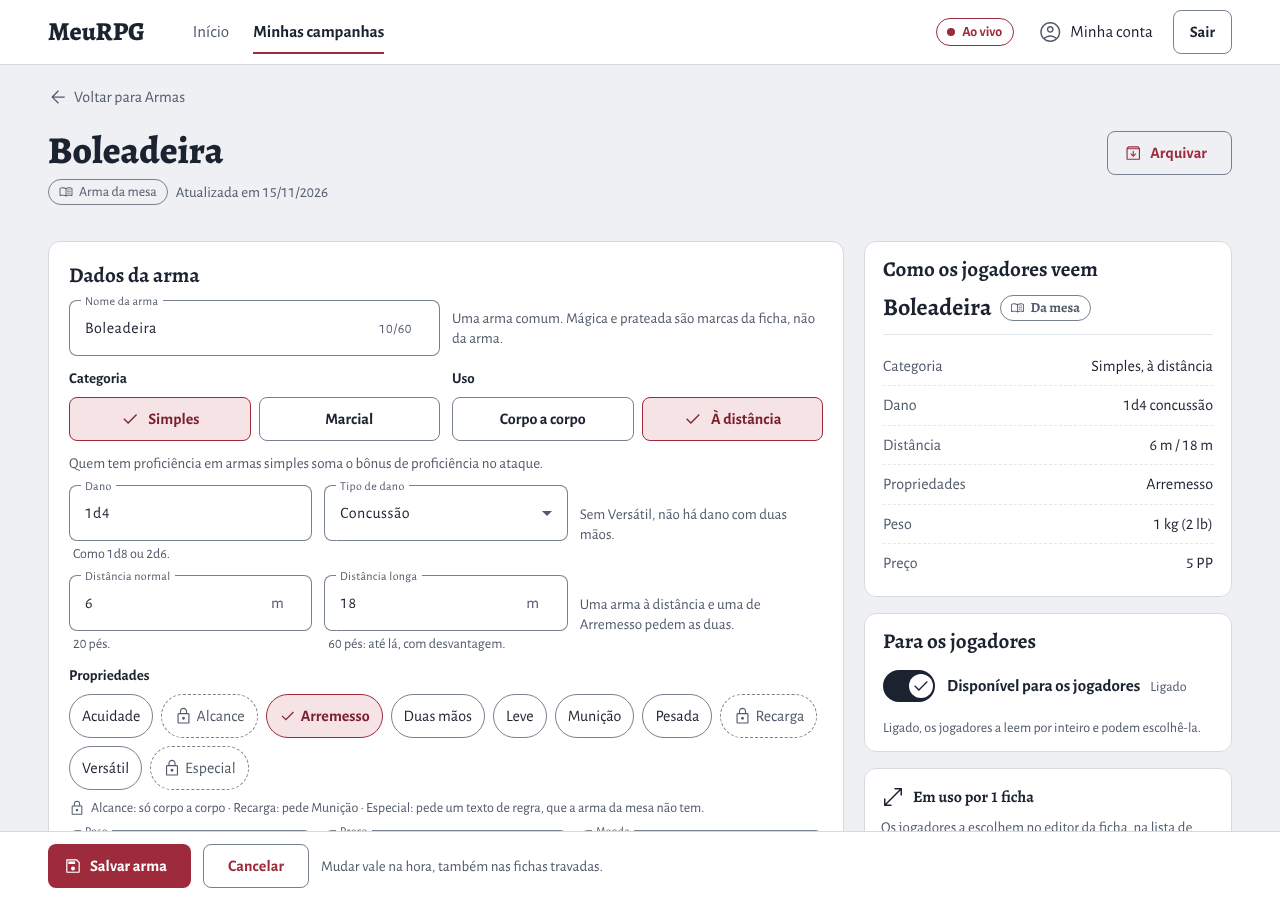 MeuRPG
Início
Minhas campanhas
Ao vivo
Minha conta
Sair
Voltar para Armas
Boleadeira
Arquivar
Arma da mesa
Atualizada em 15/11/2026
Dados da arma
Nome da arma
Boleadeira
10/60
Uma arma comum. Mágica e prateada são marcas da ficha, não
da arma.
Categoria
Uso
Simples
Marcial
Corpo a corpo
À distância
Quem tem proficiência em armas simples soma o bônus de proficiência no ataque.
Dano
1d4
Tipo de dano
Concussão
Sem Versátil, não há dano com duas
mãos.
Como 1d8 ou 2d6.
Distância normal
6
m
Distância longa
18
m
Uma arma à distância e uma de
Arremesso pedem as duas.
20 pés.
60 pés: até lá, com desvantagem.
Propriedades
Acuidade
Alcance
Arremesso
Duas mãos
Leve
Munição
Pesada
Recarga
Versátil
Especial
Alcance: só corpo a corpo · Recarga: pede Munição · Especial: pede um texto de regra, que a arma da mesa não tem.
Como os jogadores veem
Boleadeira
Da mesa
Categoria
Simples, à distância
Dano
1d4 concussão
Distância
6 m / 18 m
Propriedades
Arremesso
Peso
1 kg (2 lb)
Preço
5 PP
Para os jogadores
Disponível para os jogadores
Ligado
Ligado, os jogadores a leem por inteiro e podem escolhê-la.
Em uso por 1 ficha
Os jogadores a escolhem no editor da ficha, na lista de
Salvar arma
Cancelar
Mudar vale na hora, também nas fichas travadas.